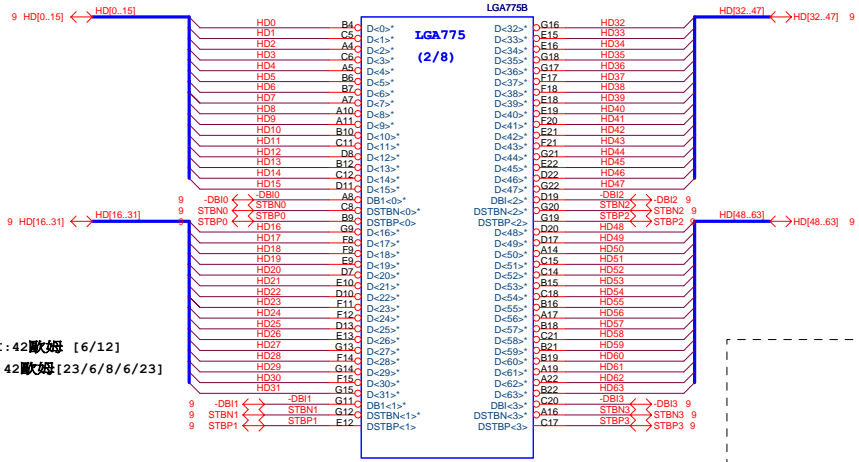 LGA775B
9 HD[0..15] HD[0..15] HD[32..47] HD[32..47] 9
LGA775
(2/8)
HD0 B4 D<0>* D<32>* G16 HD32
HD1 C5 D<1>* D<33>* E15 HD33
HD2 A4 D<2>* D<34>* E16 HD34
HD3 C6 D<3>* D<35>* G18 HD35
HD4 A5 D<4>* D<36>* G17 HD36
HD5 B6 D<5>* D<37>* F17 HD37
HD6 B7 D<6>* D<38>* F18 HD38
HD7 A7 D<7>* D<39>* E18 HD39
HD8 A10 D<8>* D<40>* E19 HD40
HD9 A11 D<9>* D<41>* F20 HD41
HD10 B10 D<10>* D<42>* E21 HD42
HD11 C11 D<11>* D<43>* F21 HD43
HD12 D8 D<12>* D<44>* G21 HD44
HD13 B12 D<13>* D<45>* E22 HD45
HD14 C12 D<14>* D<46>* D22 HD46
HD15 D11 D<15>* D<47>* G22 HD47
9 -DBI0 -DBI0 A8 DB1<0>* DBI<2>* D19 -DBI2 -DBI2 9
9 STBN0 STBN0 C8 DSTBN<0>* DSTBN<2>* G20 STBN2 STBN2 9
9 STBP0 STBP0 B9 DSTBP<0> DSTBP<2> G19 STBP2 STBP2 9
9 HD[16..31] HD[16..31] HD[48..63] HD[48..63] 9
HD16 G9 D<16>* D<48>* D20 HD48
HD17 F8 D<17>* D<49>* D17 HD49
HD18 F9 D<18>* D<50>* A14 HD50
HD19 E9 D<19>* D<51>* C15 HD51
HD20 D7 D<20>* D<52>* C14 HD52
HD21 E10 D<21>* D<53>* B15 HD53
HD22 D10 D<22>* D<54>* C18 HD54
HD23 F11 D<23>* D<55>* B16 HD55
HD24 F12 D<24>* D<56>* A17 HD56
HD25 D13 D<25>* D<57>* B18 HD57
HD26 E13 D<26>* D<58>* C21 HD58
HD27 G13 D<27>* D<59>* B21 HD59
HD28 F14 D<28>* D<60>* B19 HD60
HD29 G14 D<29>* D<61>* A19 HD61
HD30 F15 D<30>* D<62>* A22 HD62
HD31 G15 D<31>* D<63>* B22 HD63
9 -DBI1 -DBI1 G11 DB1<1>* DBI<3>* C20 -DBI3 -DBI3 9
9 STBN1 STBN1 G12 DSTBN<1>* DSTBN<3>* A16 STBN3 STBN3 9
9 STBP1 STBP1 E12 DSTBP<1> DSTBP<3> C17 STBP3 STBP3 9
:42歐姆 [6/12]
42歐姆[23/6/8/6/23]